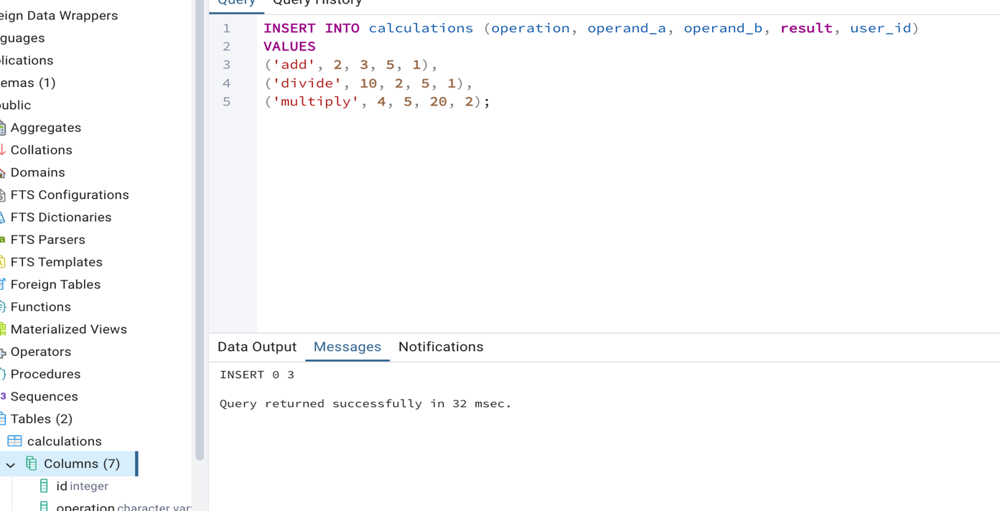 eign Data Wrappers
guages
lications
emas (1)
public
Aggregates
Collations
Domains
FTS Configurations
FTS Dictionaries
FTS Parsers
FTS Templates
Foreign Tables
Functions
Materialized Views
Operators
Procedures
Sequences
Tables (2)
calculations
Columns (7)
id integer
operation character vary
Query Query History
1 INSERT INTO calculations (operation, operand_a, operand_b, result, user_id)
2 VALUES
3 ('add', 2, 3, 5, 1),
4 ('divide', 10, 2, 5, 1),
5 ('multiply', 4, 5, 20, 2);
Data Output Messages Notifications
INSERT 0 3
Query returned successfully in 32 msec.